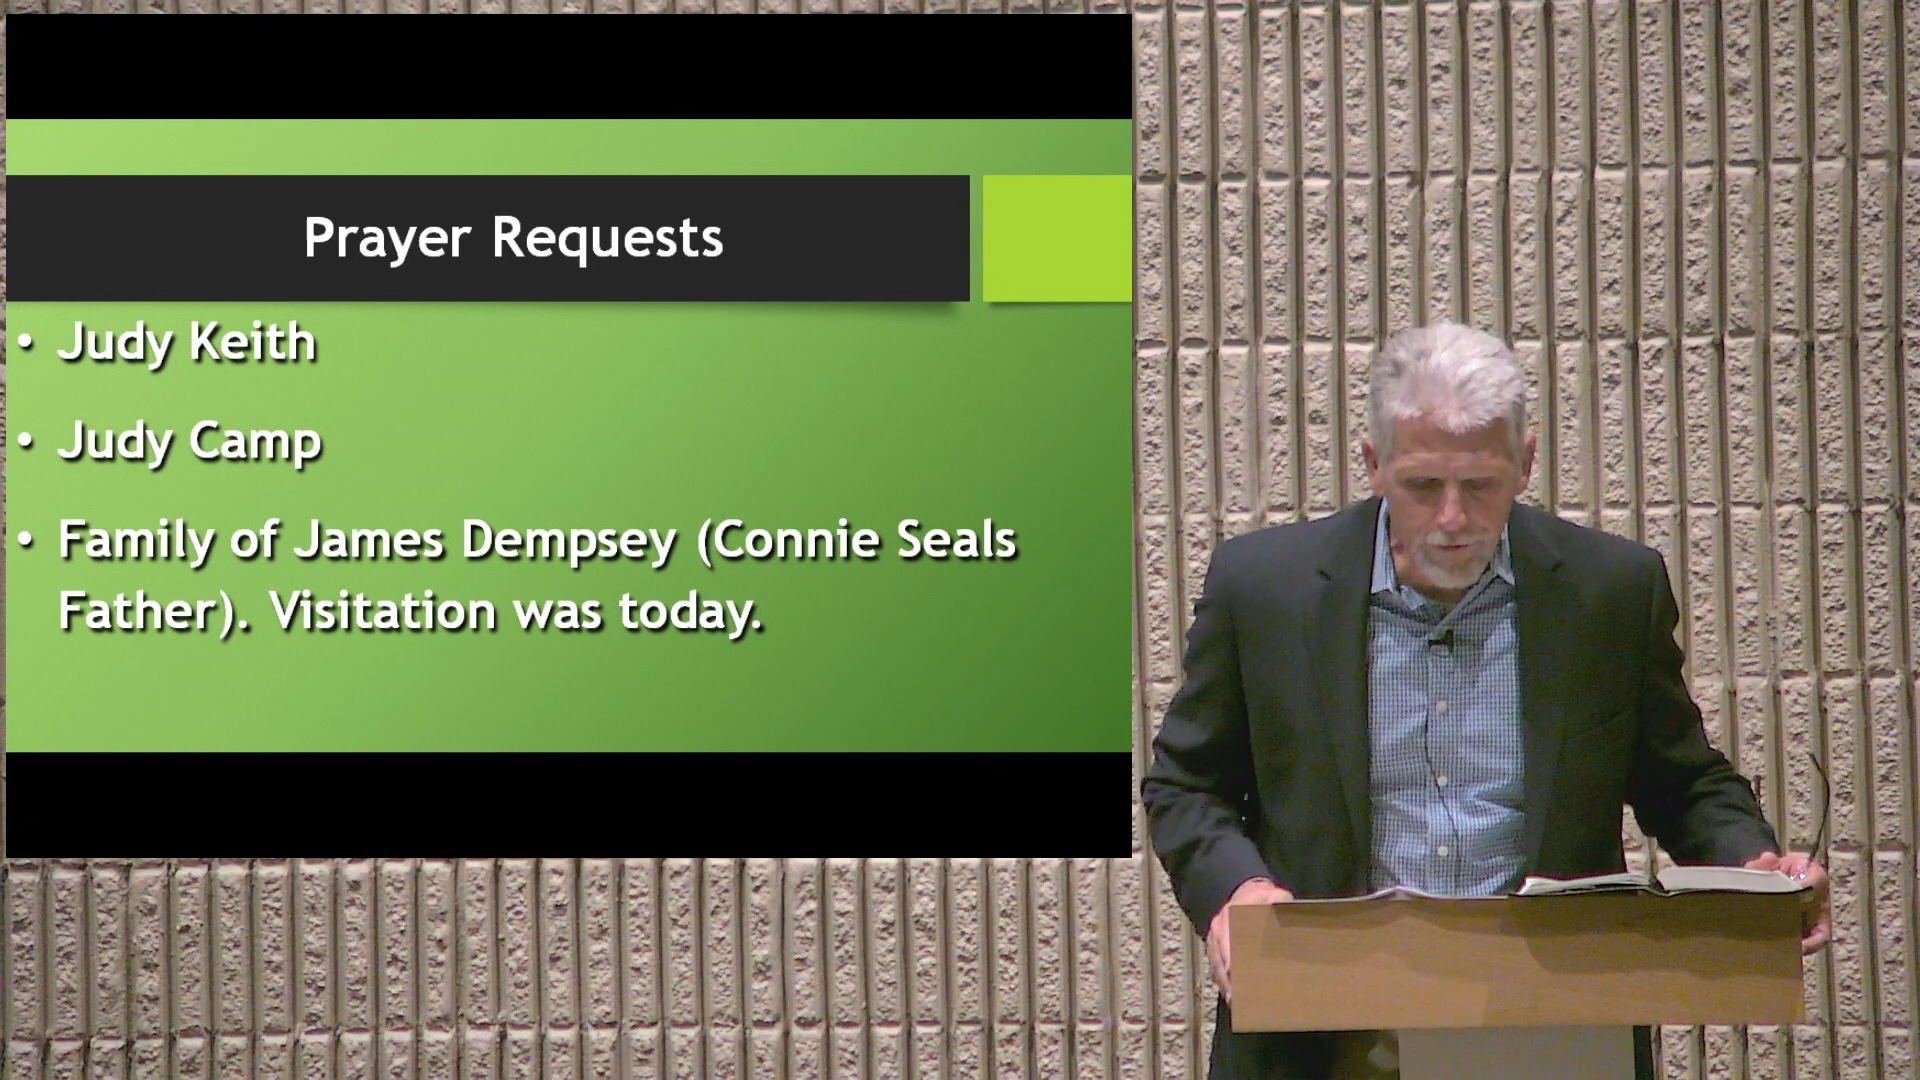 Prayer Requests
• Judy Keith
• Judy Camp
• Family of James Dempsey (Connie Seals
Father). Visitation was today.